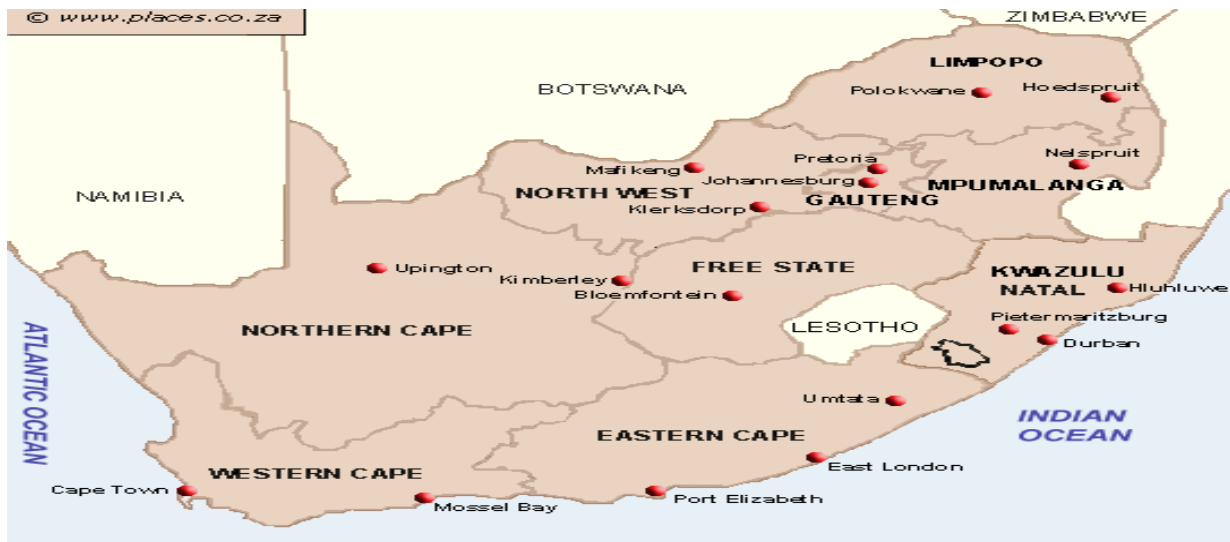 © www.places.co.za
ZIMBABWE
LIMPOPO
BOTSWANA
Polokwane
Hoedspruit
Mafikeng
Pretoria
Nelspruit
NAMIBIA
NORTH WEST
Johannesburg
MPUMALANGA
Klerksdorp
GAUTENG
Upington
Kimberley
FREE STATE
KWAZULU
NATAL
Hluhluwe
Bloemfontein
NORTHERN CAPE
LESOTHO
Pietermaritzburg
Durban
ATLANTIC OCEAN
Umtata
INDIAN
OCEAN
EASTERN CAPE
WESTERN CAPE
East London
Cape Town
Mossel Bay
Port Elizabeth